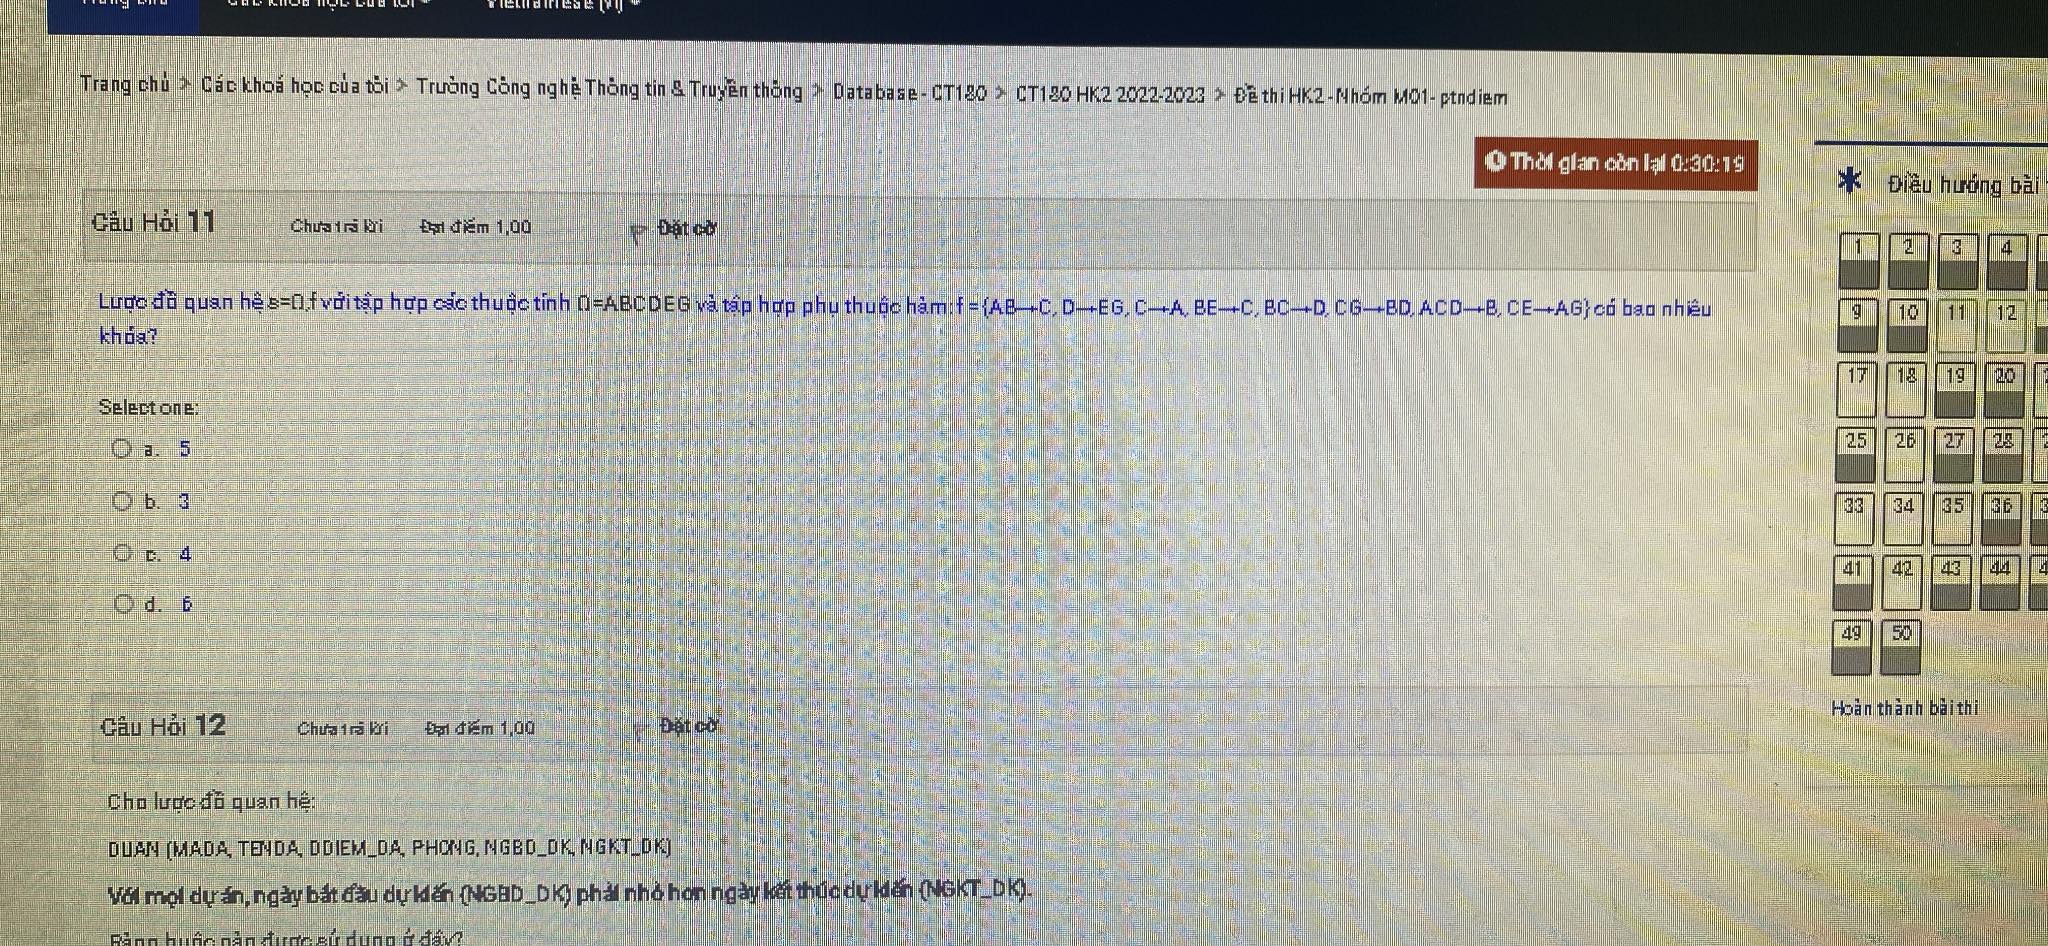 Trang chủ > Các khoá học của tôi > Trường Công nghệ Thông tin & Truyền thông > Database - CT180 > CT180 HK2 2022-2023 > Đề thi HK2 - Nhóm M01 - ptndiem
Thời gian còn lại 0:30:19
Câu Hỏi 11 Chưa trả lời Đạt điểm 1,00 Đặt cờ
Lược đồ quan hệ s=Ω,f với tập hợp các thuộc tính Ω=ABCDEG và tập hợp phụ thuộc hàm: f = {AB→C, D→EG, C→A, BE→C, BC→D, CG→BD, ACD→B, CE→AG} có bao nhiêu
khóa?
Select one:
a. 5
b. 3
c. 4
d. 6
Câu Hỏi 12 Chưa trả lời Đạt điểm 1,00 Đặt cờ
Cho lược đồ quan hệ:
DUAN (MADA, TENDA, DDIEM_DA, PHONG, NGBD_DK, NGKT_DK)
Với mọi dự án, ngày bắt đầu dự kiến (NGBD_DK) phải nhỏ hơn ngày kết thúc dự kiến (NGKT_DK).
Điều hướng bài
1 2 3 4
9 10 11 12
17 18 19 20
25 26 27 28
33 34 35 36
41 42 43 44
49 50
Hoàn thành bài thi